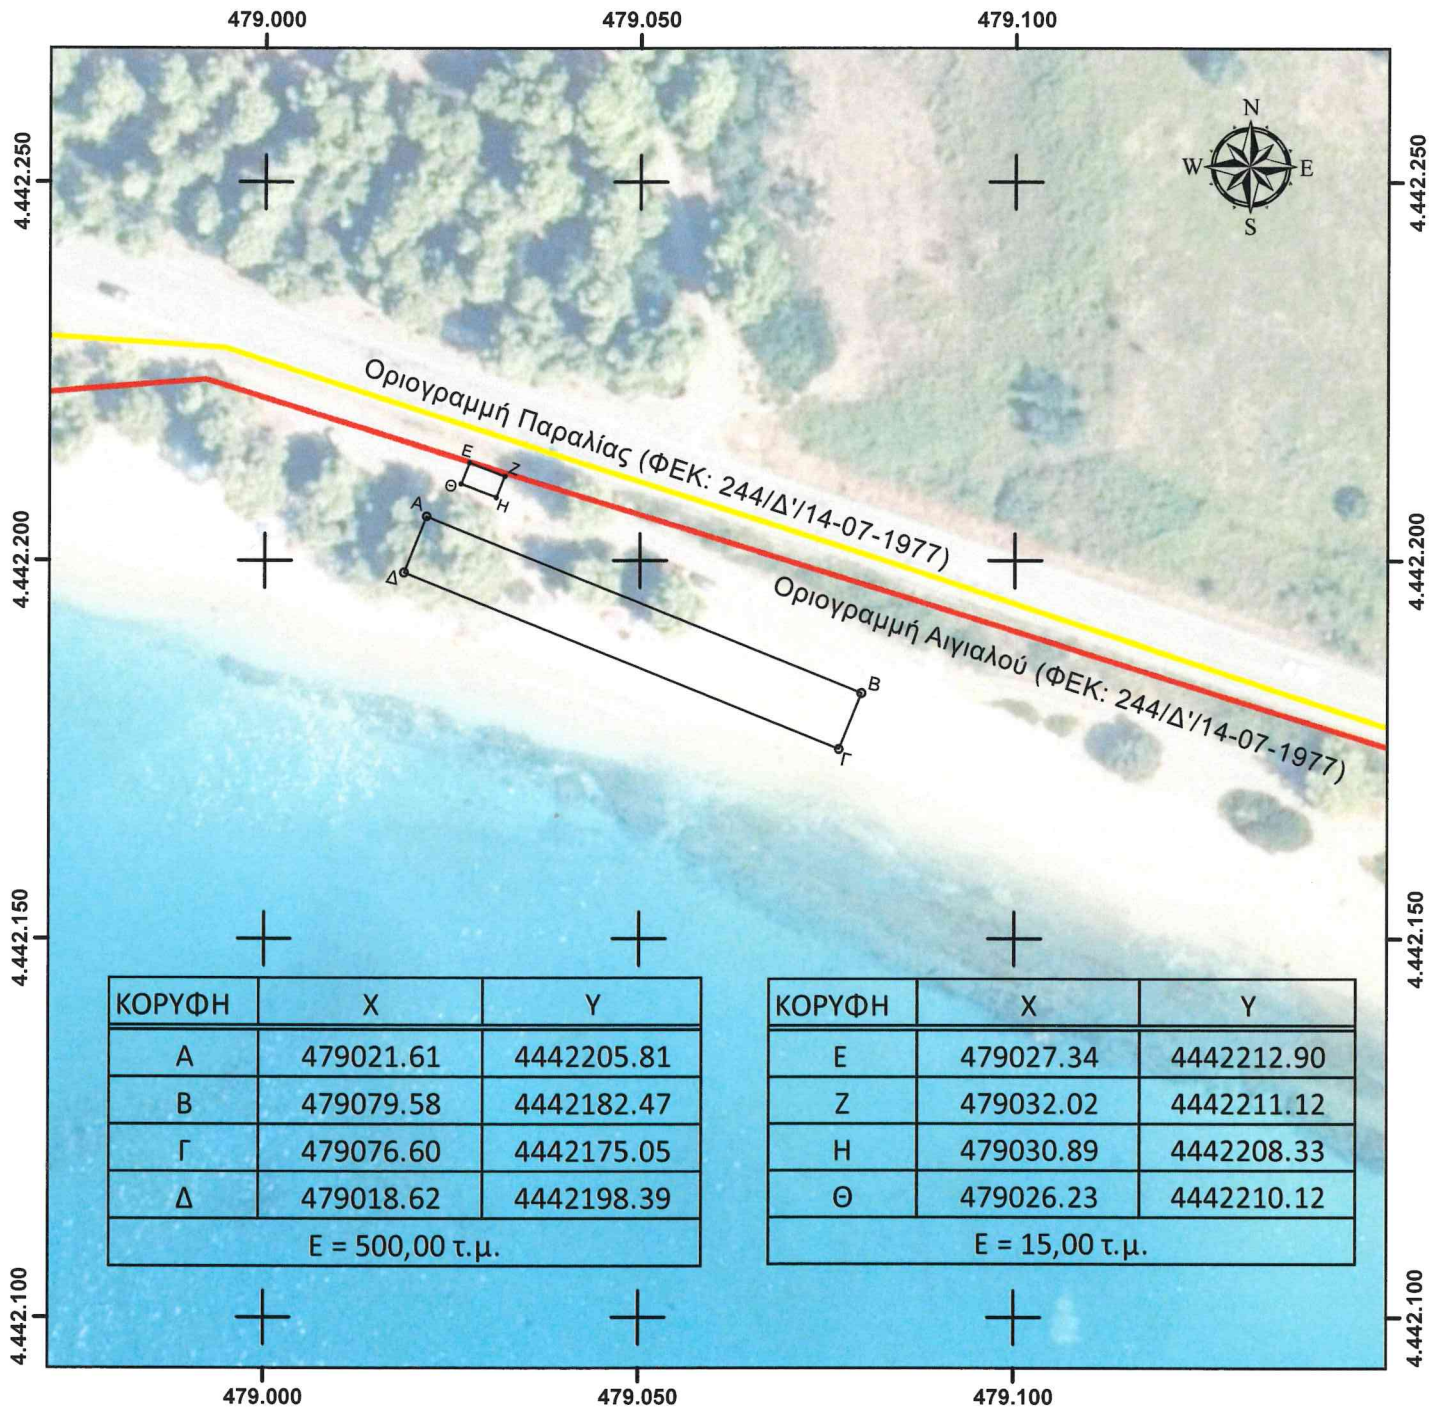 479.000 479.050 479.100
4.442.250 4.442.250
N
W E
S
Οριογραμμή Παραλίας (ΦΕΚ: 244/Δ'/14-07-1977)
Ε Ζ
Θ Η
Α
4.442.200 4.442.200
Δ
Οριογραμμή Αιγιαλού (ΦΕΚ: 244/Δ'/14-07-1977)
Β
Γ
4.442.150 4.442.150
ΚΟΡΥΦΗ Χ Υ
Α 479021.61 4442205.81
Β 479079.58 4442182.47
Γ 479076.60 4442175.05
Δ 479018.62 4442198.39
Ε = 500,00 τ.μ.
ΚΟΡΥΦΗ Χ Υ
Ε 479027.34 4442212.90
Ζ 479032.02 4442211.12
Η 479030.89 4442208.33
Θ 479026.23 4442210.12
Ε = 15,00 τ.μ.
4.442.100 4.442.100
479.000 479.050 479.100